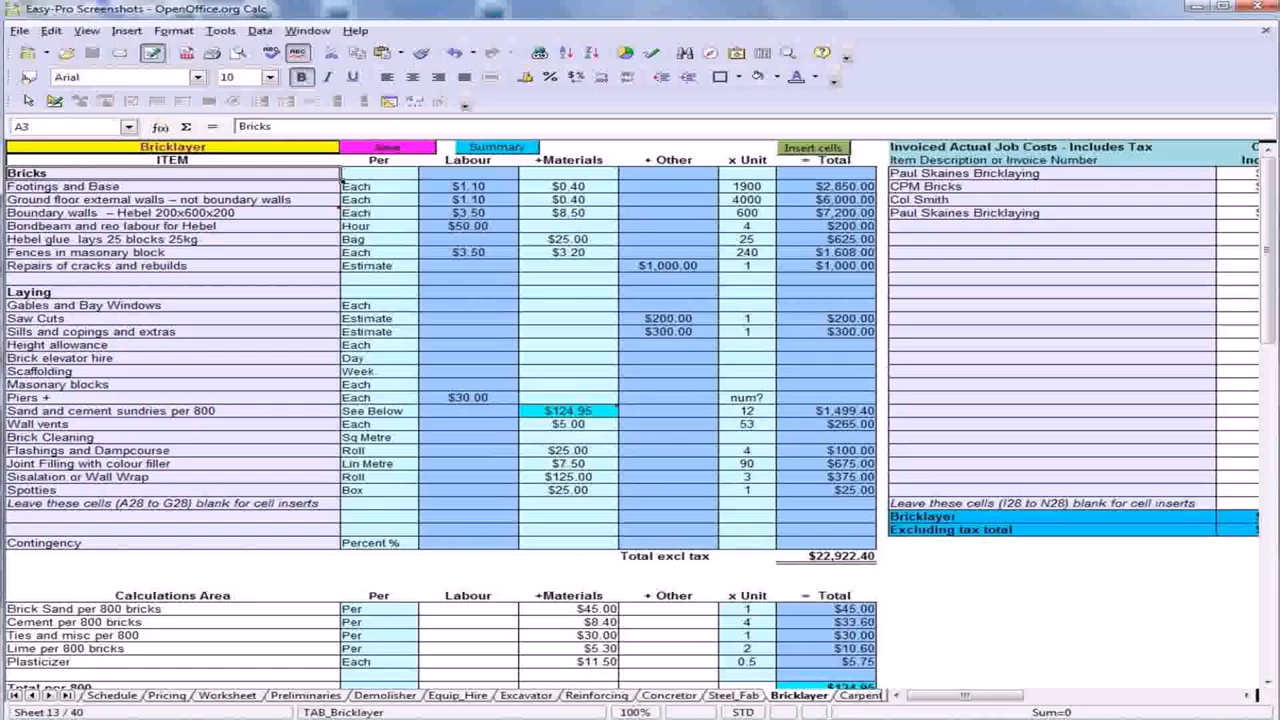 Easy-Pro Screenshots - OpenOffice.org Calc
File Edit View Insert Format Tools Data Window Help
Arial 10
A3 Bricks
Bricklayer Summary Insert cells Invoiced Actual Job Costs - Includes Tax
ITEM Per Labour +Materials + Other x Unit = Total Item Description or Invoice Number
Bricks Paul Skaines Bricklaying
Footings and Base Each $1.10 $0.40 1900 $2,850.00 CPM Bricks
Ground floor external walls – not boundary walls Each $1.10 $0.40 4000 $6,000.00 Col Smith
Boundary walls – Hebel 200x600x200 Each $3.50 $8.50 600 $7,200.00 Paul Skaines Bricklaying
Bondbeam and reo labour for Hebel Hour $50.00 4 $200.00
Hebel glue lays 25 blocks 25kg Bag $25.00 25 $625.00
Fences in masonary block Each $3.50 $3.20 240 $1,608.00
Repairs of cracks and rebuilds Estimate $1,000.00 1 $1,000.00
Laying
Gables and Bay Windows Each
Saw Cuts Estimate $200.00 1 $200.00
Sills and copings and extras Estimate $300.00 1 $300.00
Height allowance Each
Brick elevator hire Day
Scaffolding Week
Masonary blocks Each
Piers + Each $30.00 num?
Sand and cement sundries per 800 See Below $124.95 12 $1,499.40
Wall vents Each $5.00 53 $265.00
Brick Cleaning Sq Metre
Flashings and Dampcourse Roll $25.00 4 $100.00
Joint Filling with colour filler Lin Metre $7.50 90 $675.00
Sisalation or Wall Wrap Roll $125.00 3 $375.00
Spotties Box $25.00 1 $25.00
Leave these cells (A28 to G28) blank for cell inserts Leave these cells (I28 to N28) blank for cell inserts
Bricklayer
Excluding tax total
Contingency Percent %
Total excl tax $22,922.40
Calculations Area Per Labour +Materials + Other x Unit = Total
Brick Sand per 800 bricks Per $45.00 1 $45.00
Cement per 800 bricks Per $8.40 4 $33.60
Ties and misc per 800 Per $30.00 1 $30.00
Lime per 800 bricks Per $5.30 2 $10.60
Plasticizer Each $11.50 0.5 $5.75
Total per 800 $124.95
Schedule Pricing Worksheet Preliminaries Demolisher Equip_Hire Excavator Reinforcing Concretor Steel_Fab Bricklayer Carpent
Sheet 13 / 40 TAB_Bricklayer 100% STD Sum=0